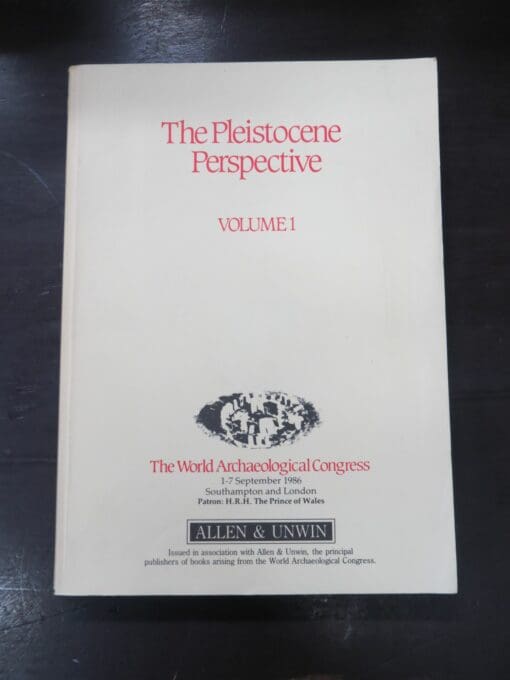 The Pleistocene
Perspective
VOLUME 1
The World Archaeological Congress
1-7 September 1986
Southampton and London
Patron: H.R.H. The Prince of Wales
ALLEN & UNWIN
Issued in association with Allen & Unwin, the principal
publishers of books arising from the World Archaeological Congress.